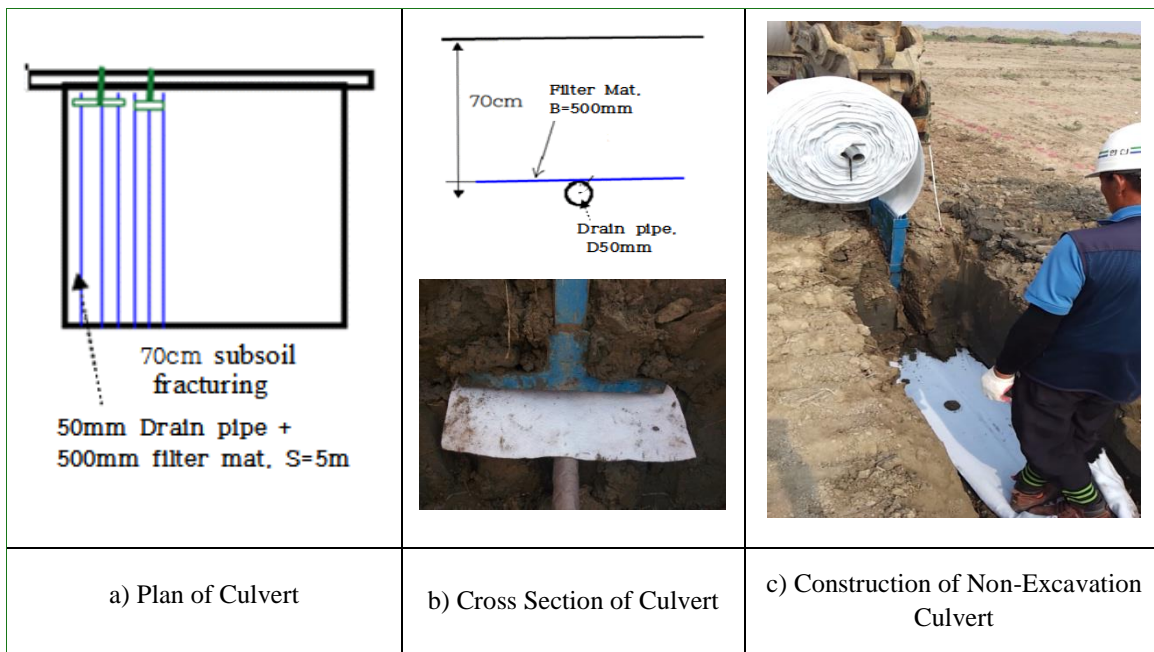 70cm subsoil
fracturing
50mm Drain pipe +
500mm filter mat, S=5m
70cm
Filter Mat,
B=500mm
Drain pipe,
D50mm
a) Plan of Culvert
b) Cross Section of Culvert
c) Construction of Non-Excavation
Culvert